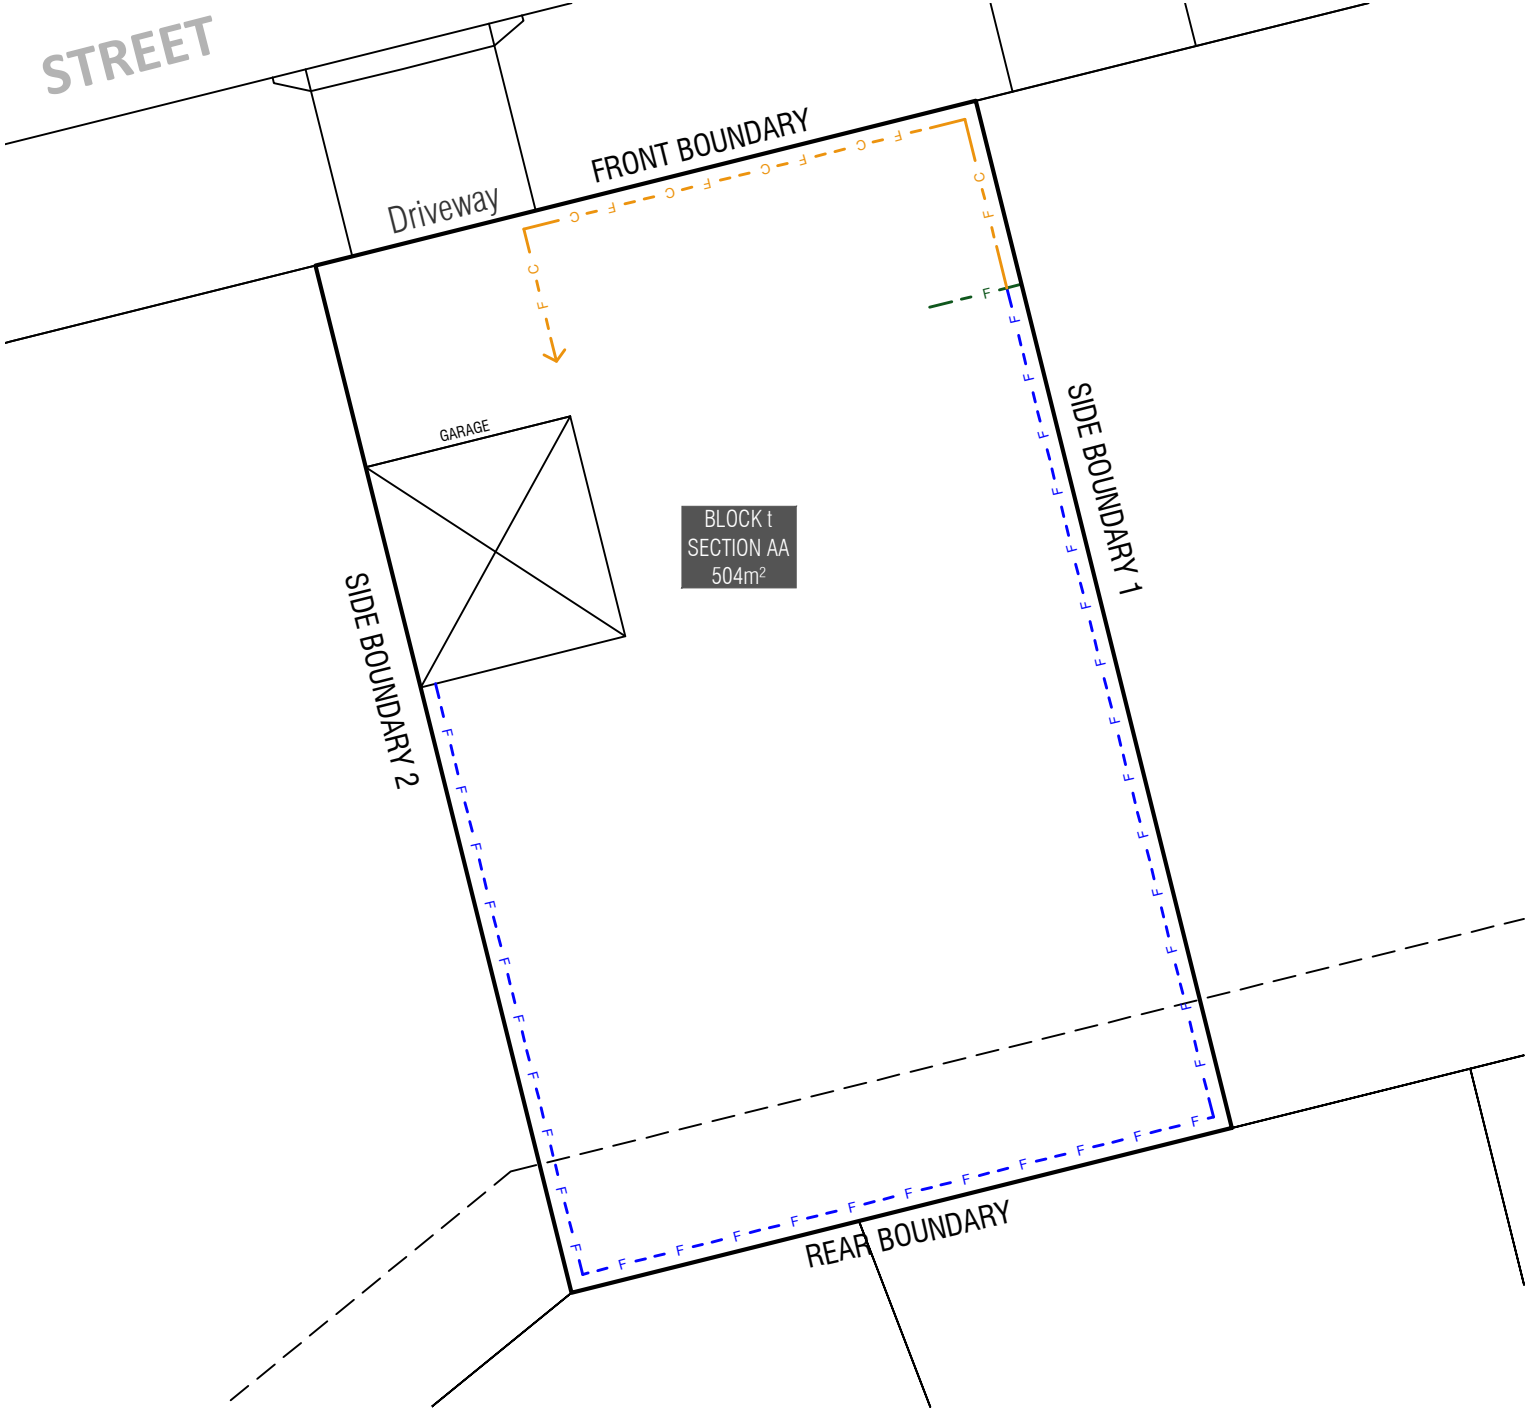 STREET
FRONT BOUNDARY
Driveway
C F C F C F C F
C F
C F
F
GARAGE
BLOCK t
SECTION AA
504m²
SIDE BOUNDARY 1
SIDE BOUNDARY 2
F F F F F F F F F F F F F F
F F F F F F F F F F
F F F F F F F F F F F
REAR BOUNDARY